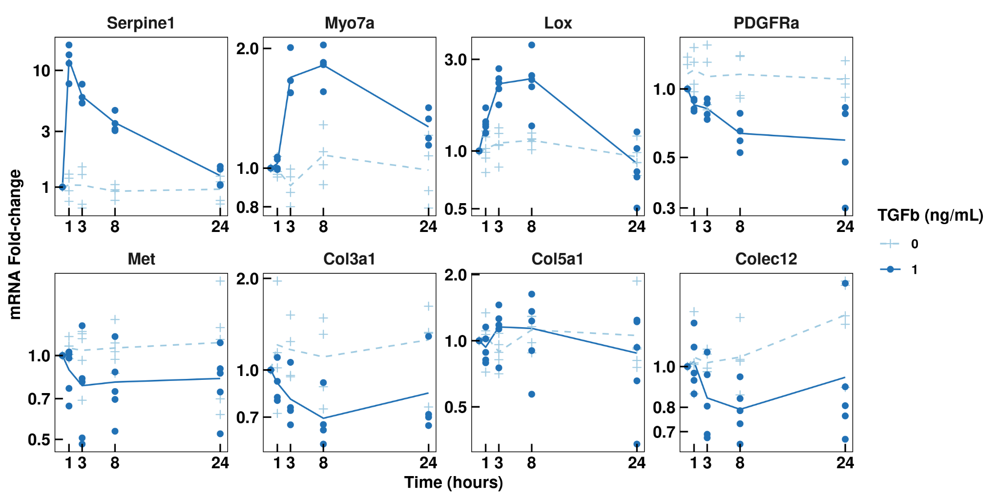 Serpine1 Myo7a Lox PDGFRa
10
3
1
1 3 8 24
2.0
1.0
0.8
1 3 8 24
3.0
1.0
0.5
1 3 8 24
1.0
0.5
0.3
1 3 8 24
mRNA Fold-change
Met Col3a1 Col5a1 Colec12
1.0
0.7
0.5
1 3 8 24
2.0
1.0
0.7
1 3 8 24
2.0
1.0
0.5
1 3 8 24
1.0
0.8
0.7
1 3 8 24
Time (hours)
TGFb (ng/mL)
0
1